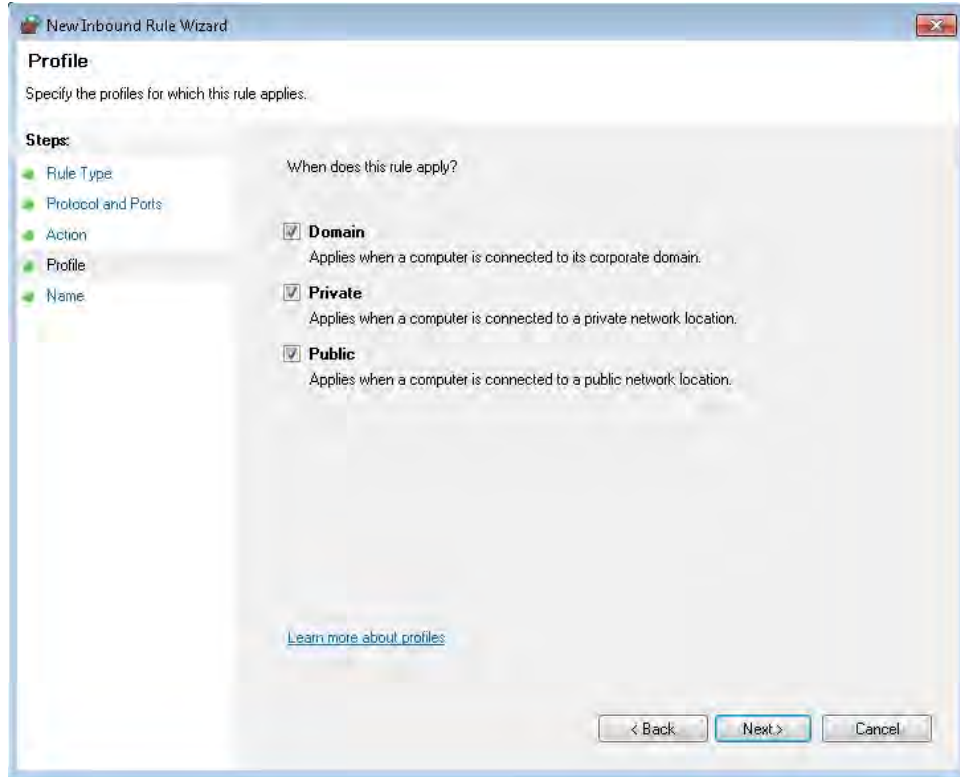 New Inbound Rule Wizard
Profile
Specify the profiles for which this rule applies.
Steps:
Rule Type
Protocol and Ports
Action
Profile
Name
When does this rule apply?
Domain
Applies when a computer is connected to its corporate domain.
Private
Applies when a computer is connected to a private network location.
Public
Applies when a computer is connected to a public network location.
Learn more about profiles
< Back
Next >
Cancel